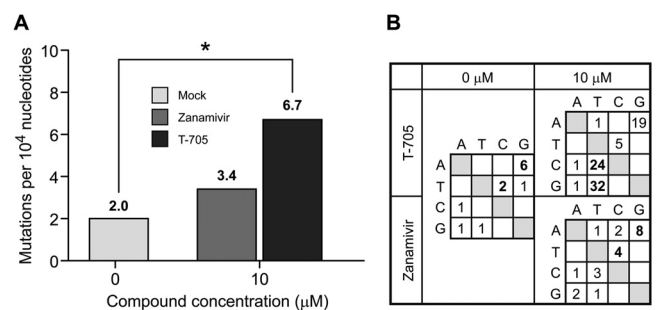 A
Mutations per 10⁴ nucleotides
10
8
6
4
2
0
*
Mock
Zanamivir
T-705
2.0
3.4
6.7
0 10
Compound concentration (μM)
B
0 μM 10 μM
T-705
Zanamivir
A T C G
A 6
T 2 1
C 1
G 1 1
A T C G
A 1 19
T 5
C 1 24
G 1 32
A T C G
A 1 2 8
T 4
C 1 3
G 2 1